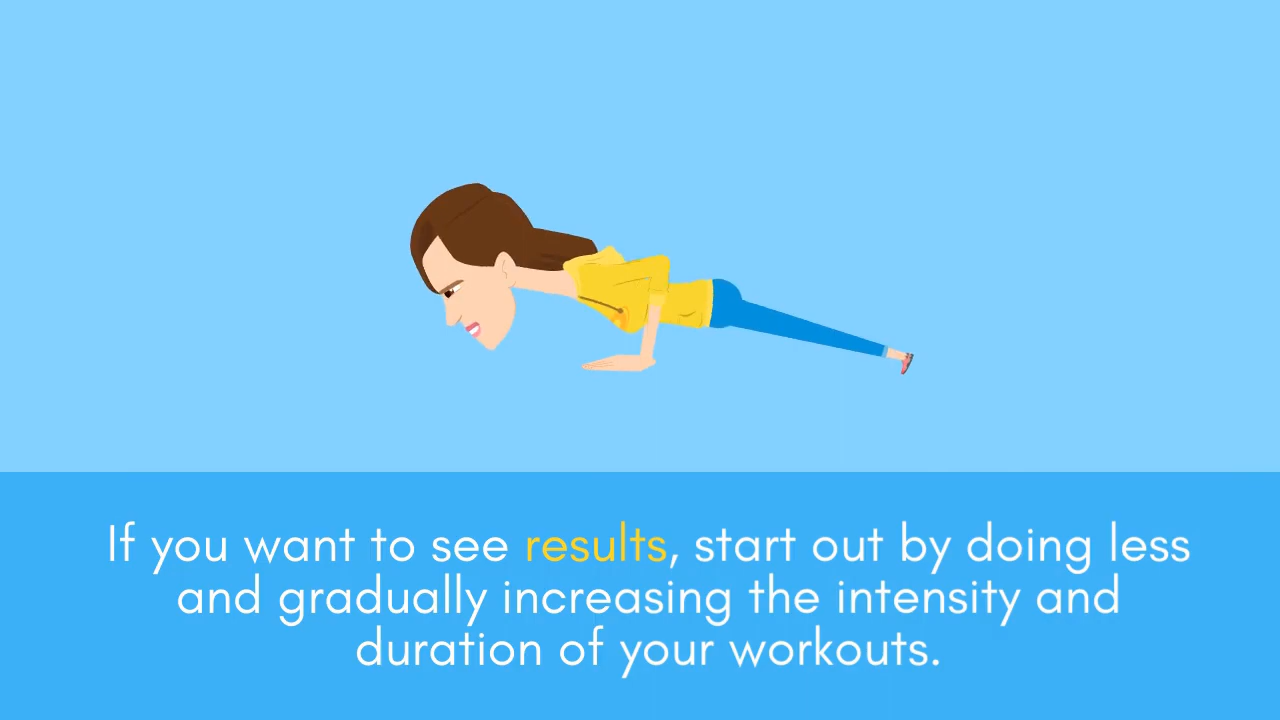 If you want to see results, start out by doing less
and gradually increasing the intensity and
duration of your workouts.